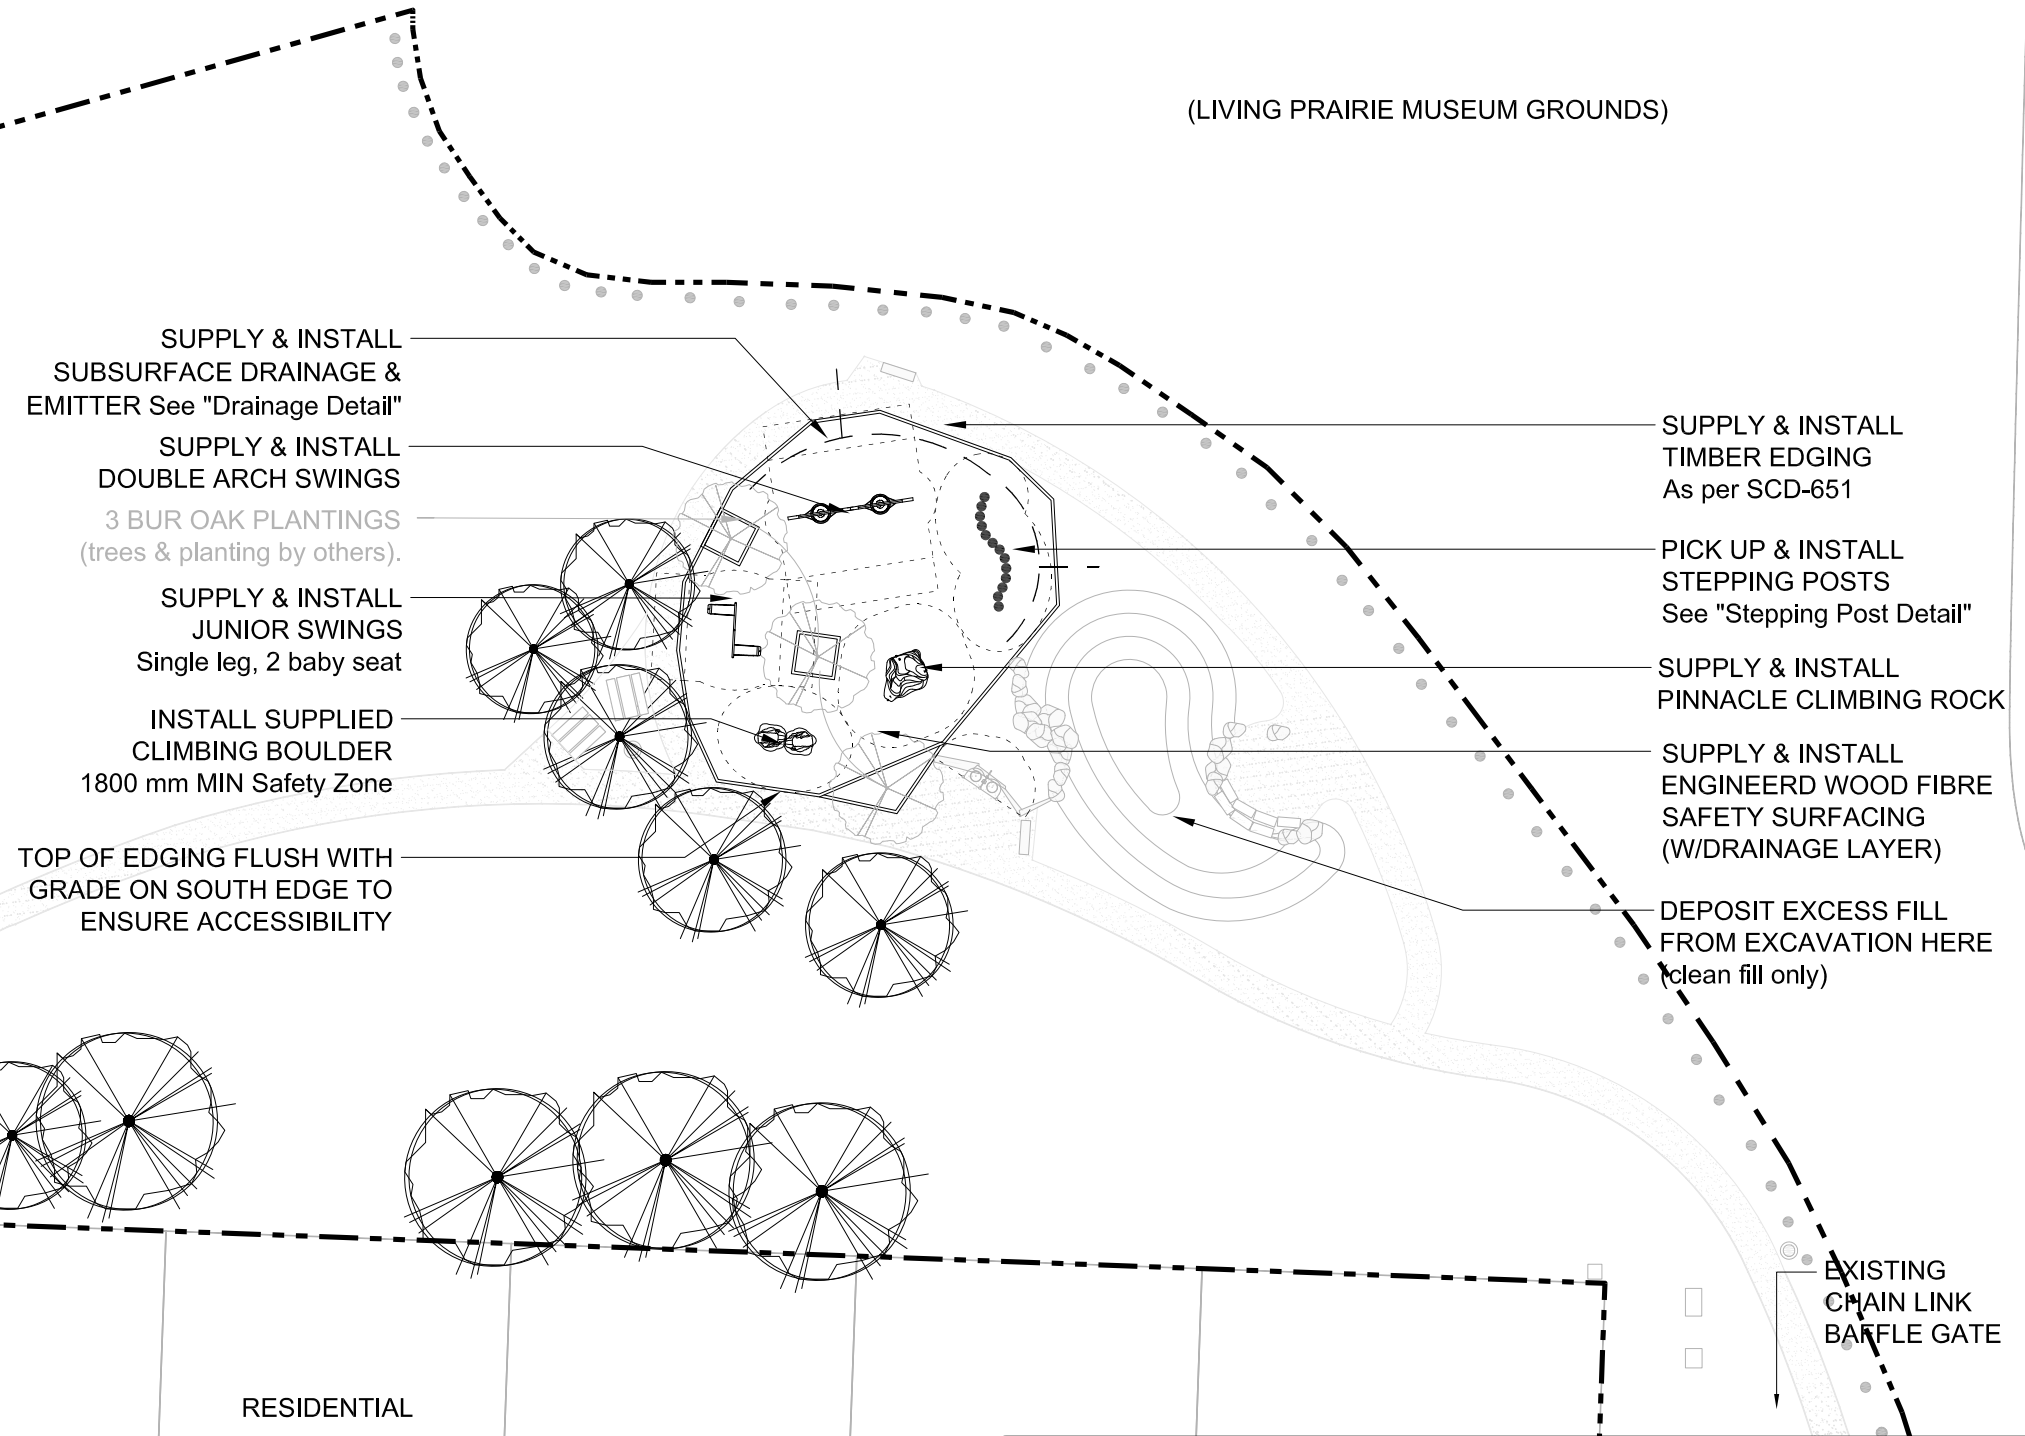 (LIVING PRAIRIE MUSEUM GROUNDS)
SUPPLY & INSTALL
SUBSURFACE DRAINAGE &
EMITTER See "Drainage Detail"
SUPPLY & INSTALL
DOUBLE ARCH SWINGS
3 BUR OAK PLANTINGS
(trees & planting by others).
SUPPLY & INSTALL
JUNIOR SWINGS
Single leg, 2 baby seat
INSTALL SUPPLIED
CLIMBING BOULDER
1800 mm MIN Safety Zone
TOP OF EDGING FLUSH WITH
GRADE ON SOUTH EDGE TO
ENSURE ACCESSIBILITY
SUPPLY & INSTALL
TIMBER EDGING
As per SCD-651
PICK UP & INSTALL
STEPPING POSTS
See "Stepping Post Detail"
SUPPLY & INSTALL
PINNACLE CLIMBING ROCK
SUPPLY & INSTALL
ENGINEERD WOOD FIBRE
SAFETY SURFACING
(W/DRAINAGE LAYER)
DEPOSIT EXCESS FILL
FROM EXCAVATION HERE
(clean fill only)
EXISTING
CHAIN LINK
BAFFLE GATE
RESIDENTIAL